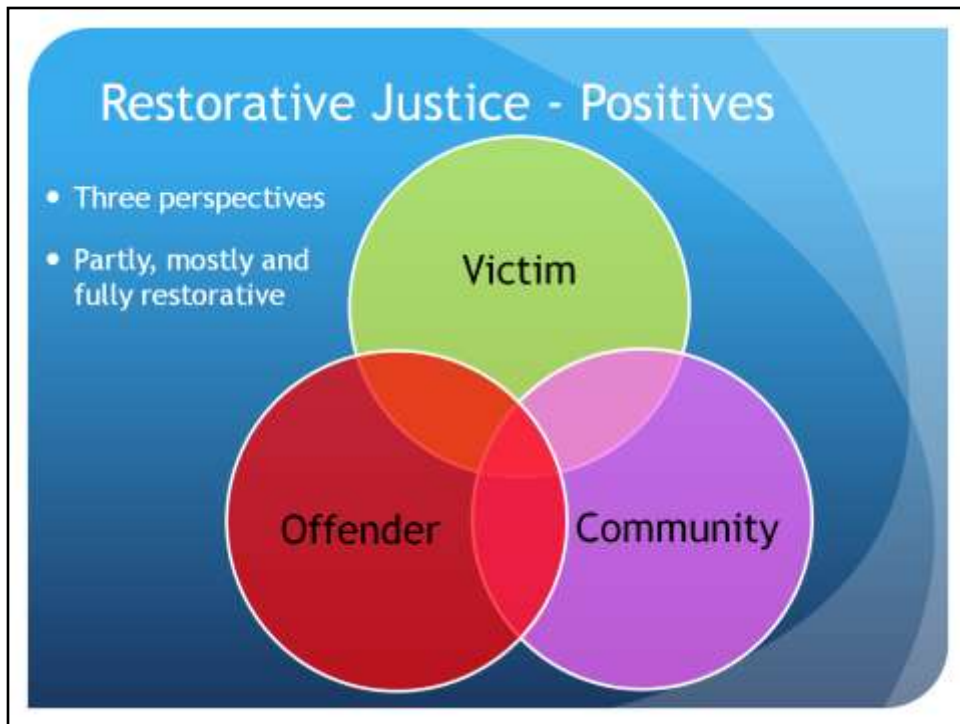 Restorative Justice - Positives
• Three perspectives
• Partly, mostly and
fully restorative
Victim
Offender
Community